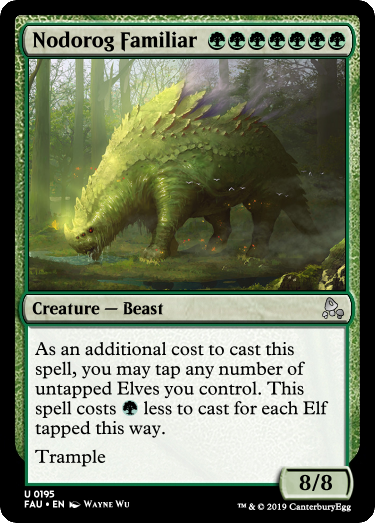 Nodorog Familiar
Creature — Beast
As an additional cost to cast this
spell, you may tap any number of
untapped Elves you control. This
spell costs less to cast for each Elf
tapped this way.
Trample
8/8
U 0195
FAU • EN Wayne Wu
™ & © 2019 CanterburyEgg